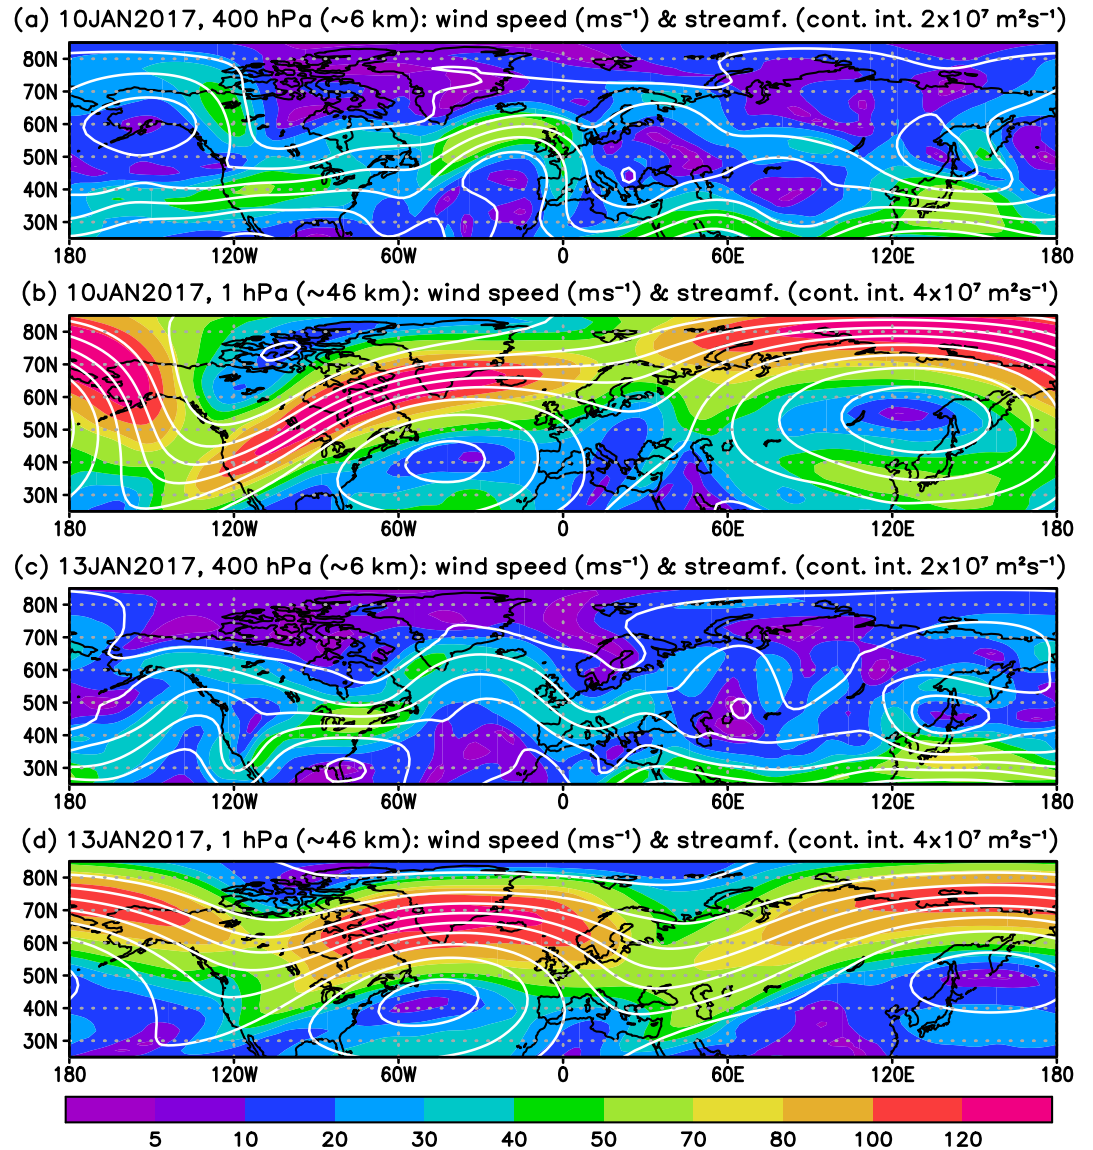 (a) 10JAN2017, 400 hPa (~6 km): wind speed (ms⁻¹) & streamf. (cont. int. 2x10⁷ m²s⁻¹)
80N
70N
60N
50N
40N
30N
180 120W 60W 0 60E 120E 180
(b) 10JAN2017, 1 hPa (~46 km): wind speed (ms⁻¹) & streamf. (cont. int. 4x10⁷ m²s⁻¹)
80N
70N
60N
50N
40N
30N
180 120W 60W 0 60E 120E 180
(c) 13JAN2017, 400 hPa (~6 km): wind speed (ms⁻¹) & streamf. (cont. int. 2x10⁷ m²s⁻¹)
80N
70N
60N
50N
40N
30N
180 120W 60W 0 60E 120E 180
(d) 13JAN2017, 1 hPa (~46 km): wind speed (ms⁻¹) & streamf. (cont. int. 4x10⁷ m²s⁻¹)
80N
70N
60N
50N
40N
30N
180 120W 60W 0 60E 120E 180
5 10 20 30 40 50 70 80 100 120